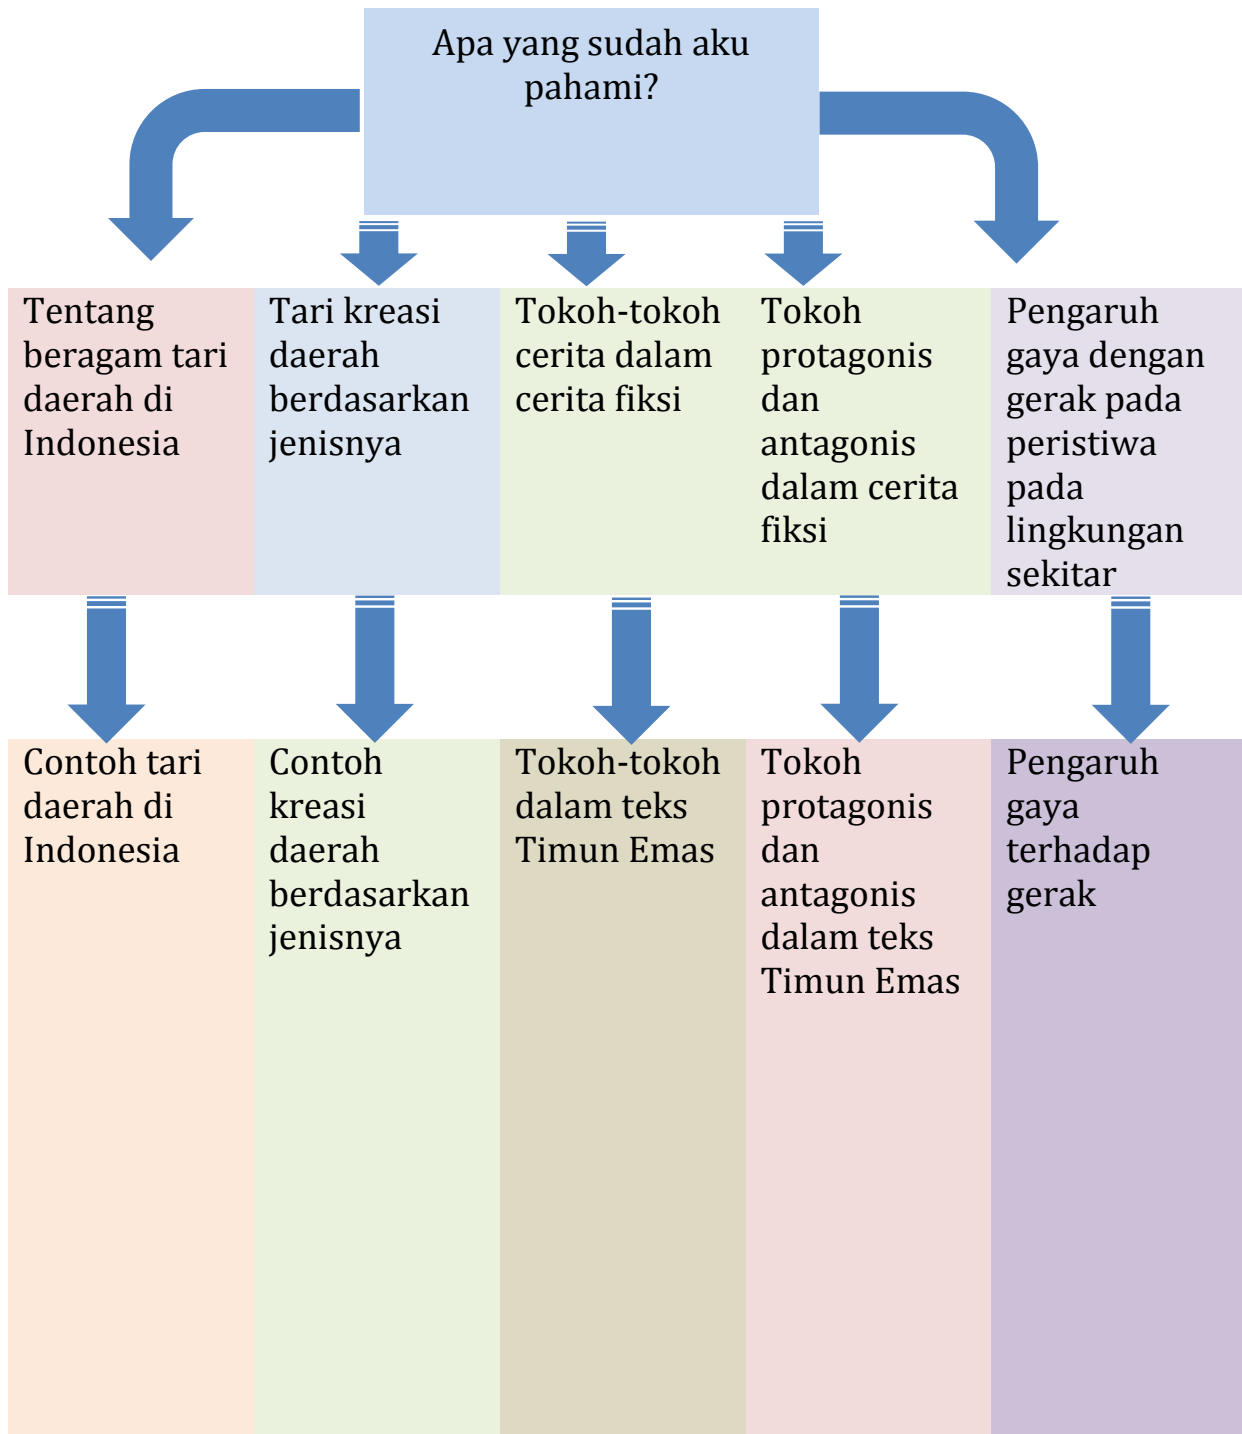 Apa yang sudah aku
pahami?
Tentang
beragam tari
daerah di
Indonesia
Tari kreasi
daerah
berdasarkan
jenisnya
Tokoh-tokoh
cerita dalam
cerita fiksi
Tokoh
protagonis
dan
antagonis
dalam cerita
fiksi
Pengaruh
gaya dengan
gerak pada
peristiwa
pada
lingkungan
sekitar
Contoh tari
daerah di
Indonesia
Contoh
kreasi
daerah
berdasarkan
jenisnya
Tokoh-tokoh
dalam teks
Timun Emas
Tokoh
protagonis
dan
antagonis
dalam teks
Timun Emas
Pengaruh
gaya
terhadap
gerak